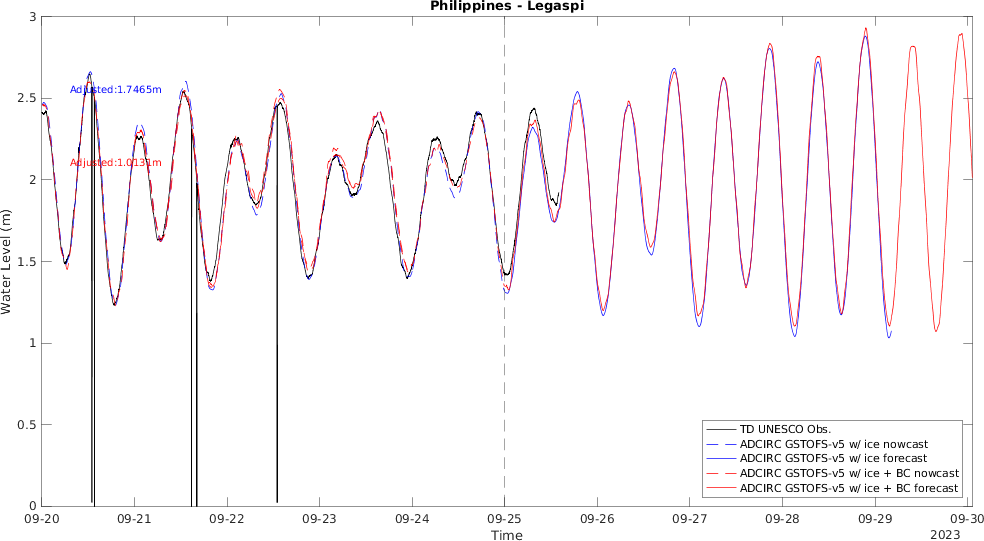 Philippines - Legaspi
3
2.5
2
1.5
1
0.5
0
Water Level (m)
Adjusted:1.7465m
Adjusted:1.0131m
TD UNESCO Obs.
ADCIRC GSTOFS-v5 w/ ice nowcast
ADCIRC GSTOFS-v5 w/ ice forecast
ADCIRC GSTOFS-v5 w/ ice + BC nowcast
ADCIRC GSTOFS-v5 w/ ice + BC forecast
09-20 09-21 09-22 09-23 09-24 09-25 09-26 09-27 09-28 09-29 09-30
Time
2023